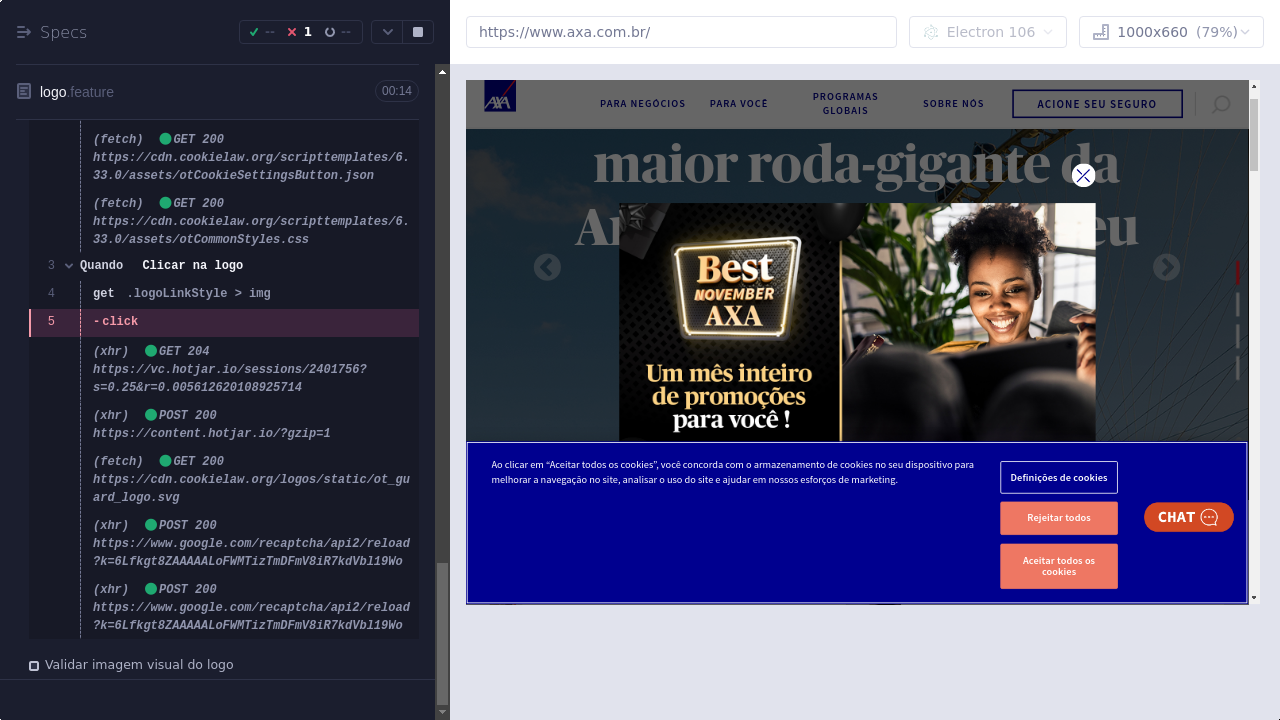 Specs
--
1
--
https://www.axa.com.br/
Electron 106
1000x660 (79%)
logo.feature
00:14
(fetch) GET 200
https://cdn.cookielaw.org/scripttemplates/6.
33.0/assets/otCookieSettingsButton.json
(fetch) GET 200
https://cdn.cookielaw.org/scripttemplates/6.
33.0/assets/otCommonStyles.css
3 Quando Clicar na logo
4 get .logoLinkStyle > img
5 -click
(xhr) GET 204
https://vc.hotjar.io/sessions/2401756?
s=0.25&r=0.005612620108925714
(xhr) POST 200
https://content.hotjar.io/?gzip=1
(fetch) GET 200
https://cdn.cookielaw.org/logos/static/ot_gu
ard_logo.svg
(xhr) POST 200
https://www.google.com/recaptcha/api2/reload
?k=6Lfkgt8ZAAAAALoFWMTizTmDFmV8iR7kdVbl19Wo
(xhr) POST 200
https://www.google.com/recaptcha/api2/reload
?k=6Lfkgt8ZAAAAALoFWMTizTmDFmV8iR7kdVbl19Wo
Validar imagem visual do logo
AXA
PARA NEGÓCIOS
PARA VOCÊ
PROGRAMAS
GLOBAIS
SOBRE NÓS
ACIONE SEU SEGURO
maior roda-gigante da
Best
NOVEMBER
AXA
Um mês inteiro
de promoções
para você !
Ao clicar em “Aceitar todos os cookies”, você concorda com o armazenamento de cookies no seu dispositivo para
melhorar a navegação no site, analisar o uso do site e ajudar em nossos esforços de marketing.
Definições de cookies
Rejeitar todos
Aceitar todos os
cookies
CHAT